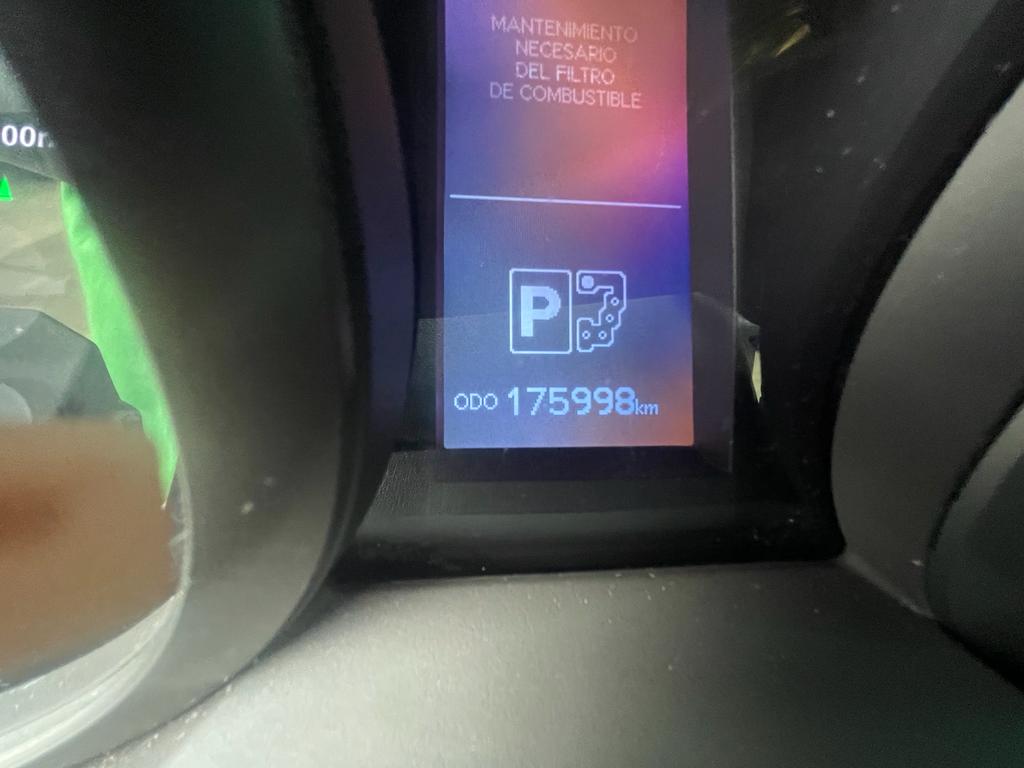 MANTENIMIENTO
NECESARIO
DEL FILTRO
DE COMBUSTIBLE
P
ODO 175998km